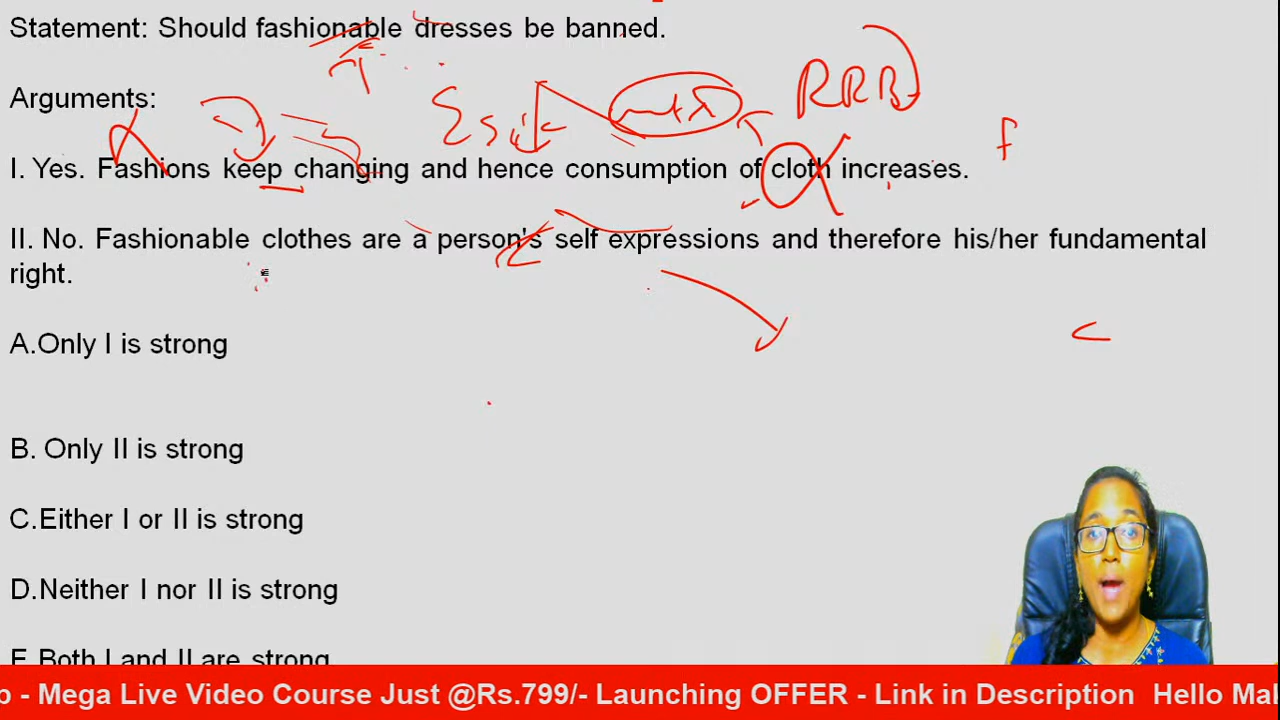 Statement: Should fashionable dresses be banned.
Arguments:
RRB
I. Yes. Fashions keep changing and hence consumption of cloth increases.
II. No. Fashionable clothes are a person's self expressions and therefore his/her fundamental
right.
A.Only I is strong
B. Only II is strong
C.Either I or II is strong
D.Neither I nor II is strong
E.Both I and II are strong
- Mega Live Video Course Just @Rs.799/- Launching OFFER - Link in Description Hello